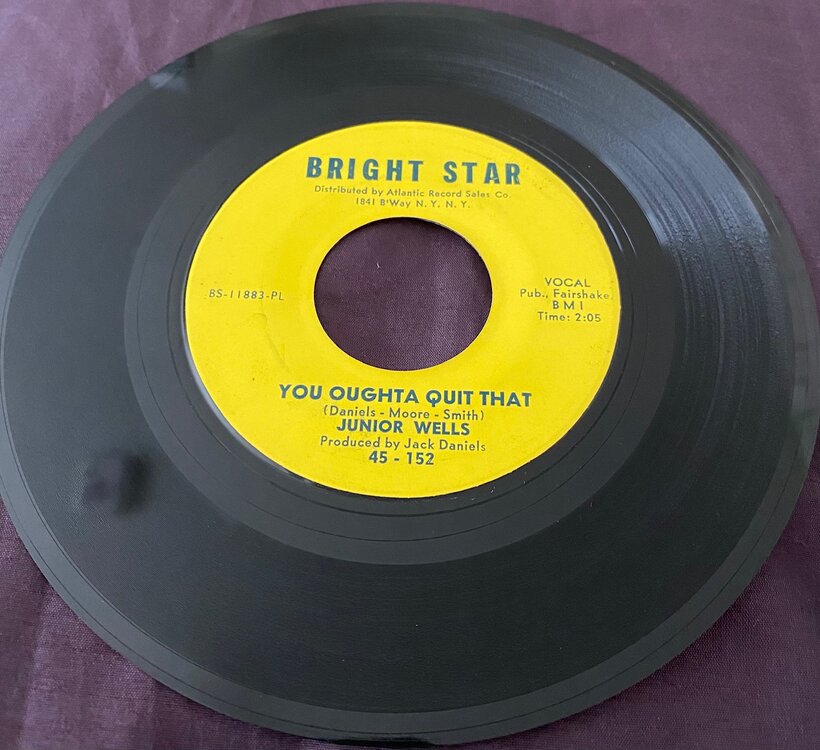 BRIGHT STAR
Distributed by Atlantic Record Sales Co.
1841 B'Way N. Y. N. Y.
BS-11883-PL
VOCAL
Pub., Fairshake
B M I
Time: 2:05
YOU OUGHTA QUIT THAT
(Daniels - Moore - Smith)
JUNIOR WELLS
Produced by Jack Daniels
45 - 152